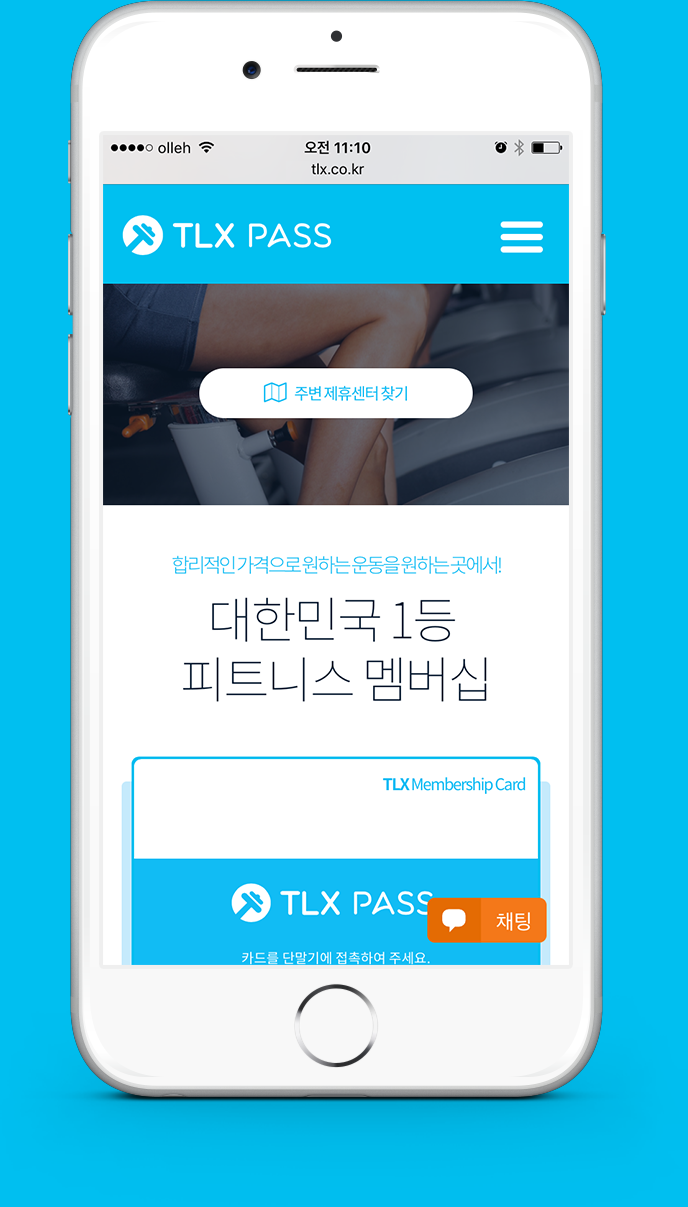 olleh 오전 11:10
tlx.co.kr
TLX PASS
주변 제휴센터 찾기
합리적인 가격으로 원하는 운동을 원하는 곳에서!
대한민국 1등
피트니스 멤버십
TLX Membership Card
TLX PASS
채팅
카드를 단말기에 접촉하여 주세요.